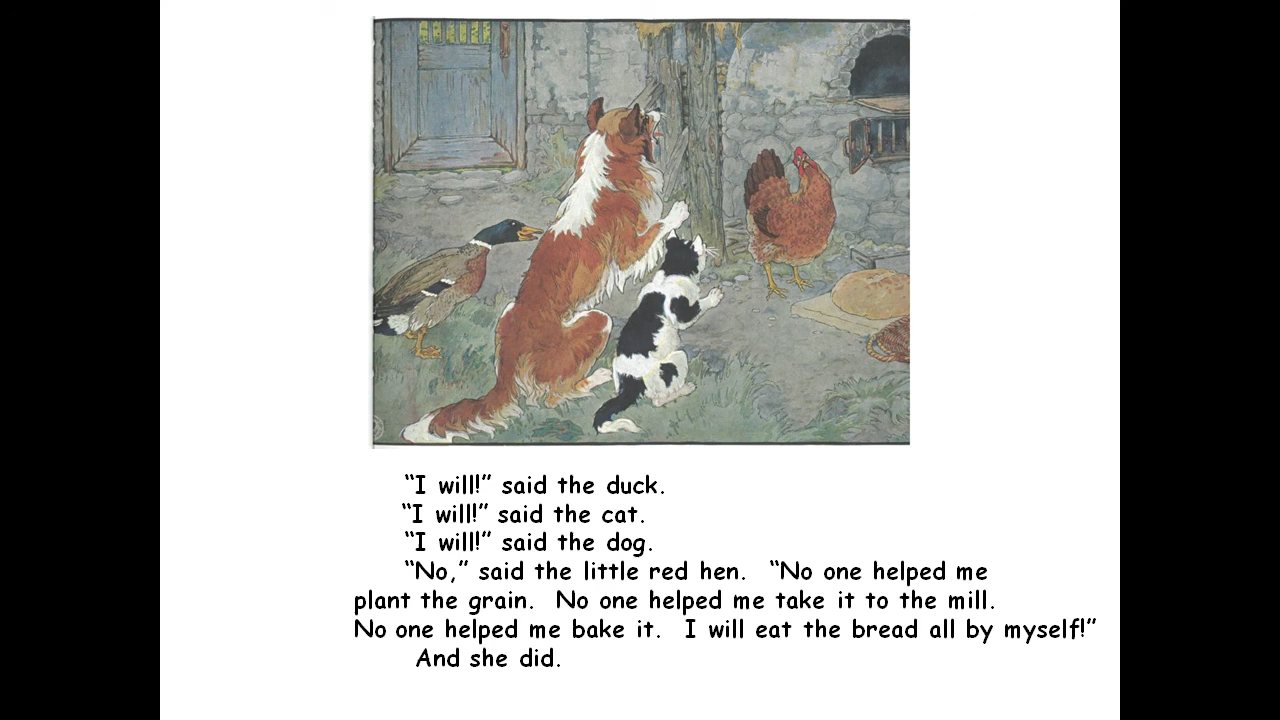 “I will!” said the duck.
“I will!” said the cat.
“I will!” said the dog.
“No,” said the little red hen.  “No one helped me
plant the grain.  No one helped me take it to the mill.
No one helped me bake it.  I will eat the bread all by myself!”
And she did.